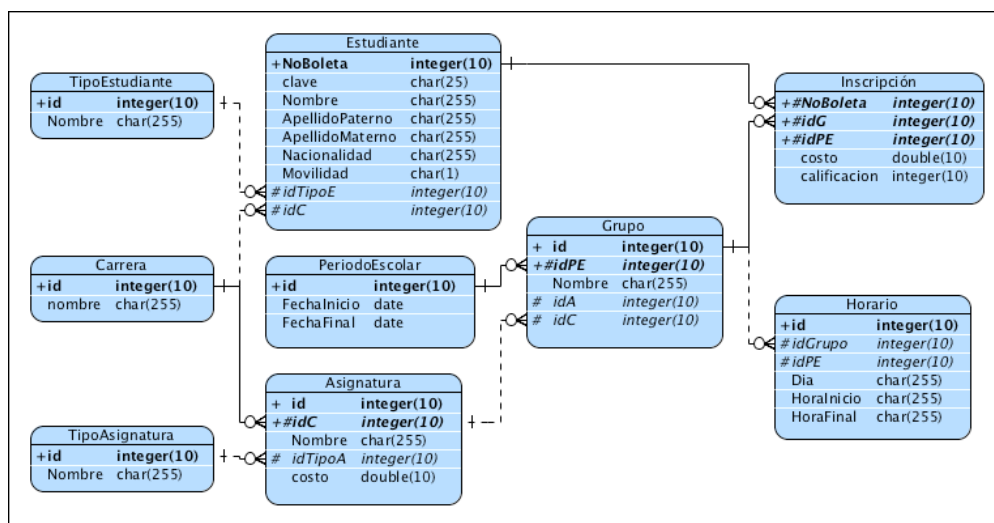 TipoEstudiante
+id integer(10)
Nombre char(255)
Estudiante
+NoBoleta integer(10)
clave char(25)
Nombre char(255)
ApellidoPaterno char(255)
ApellidoMaterno char(255)
Nacionalidad char(255)
Movilidad char(1)
#idTipoE integer(10)
#idC integer(10)
Inscripción
+#NoBoleta integer(10)
+#idG integer(10)
+#idPE integer(10)
costo double(10)
calificacion integer(10)
Carrera
+id integer(10)
nombre char(255)
PeriodoEscolar
+id integer(10)
FechaInicio date
FechaFinal date
Grupo
+ id integer(10)
+#idPE integer(10)
Nombre char(255)
# idA integer(10)
# idC integer(10)
Horario
+id integer(10)
#idGrupo integer(10)
#idPE integer(10)
Dia char(255)
HoraInicio char(255)
HoraFinal char(255)
TipoAsignatura
+id integer(10)
Nombre char(255)
Asignatura
+ id integer(10)
+#idC integer(10)
Nombre char(255)
# idTipoA integer(10)
costo double(10)